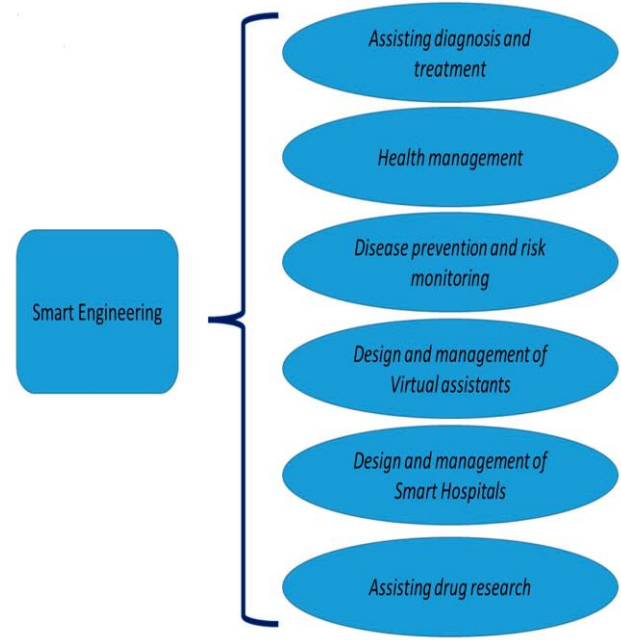 Assisting diagnosis and
treatment
Health management
Disease prevention and risk
monitoring
Smart Engineering
Design and management of
Virtual assistants
Design and management of
Smart Hospitals
Assisting drug research